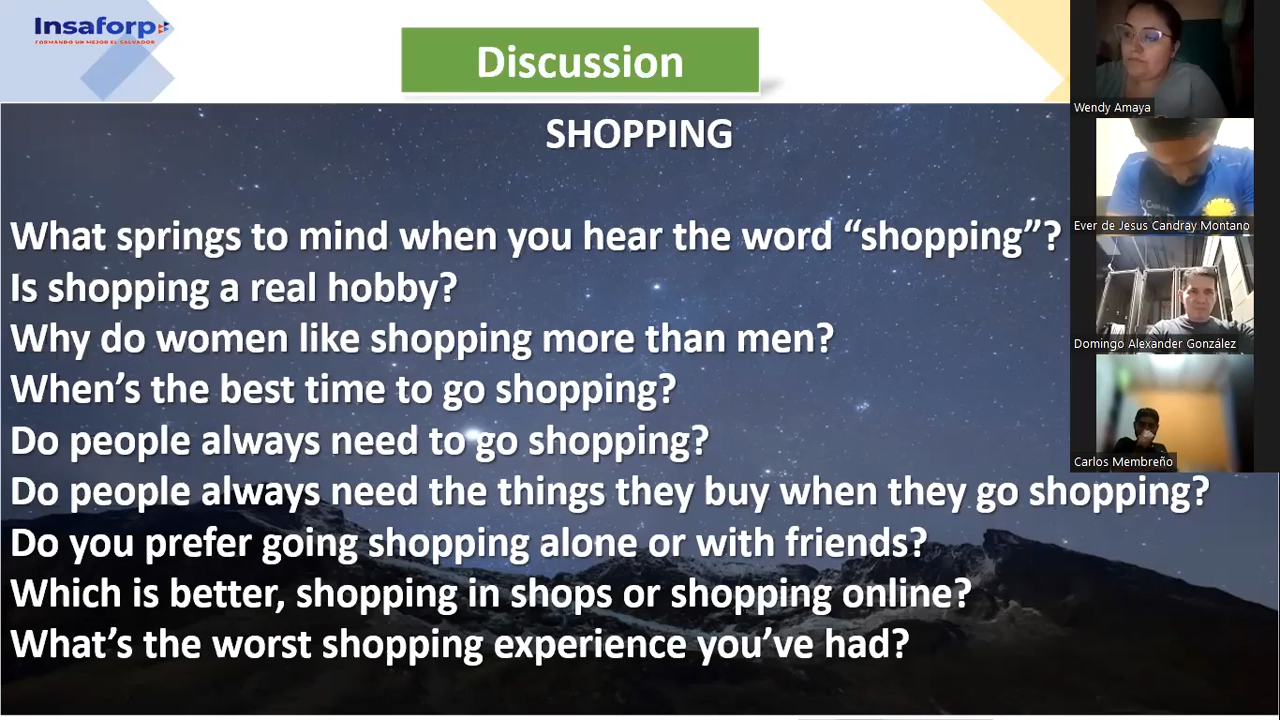 Insaforp
FORMANDO UN MEJOR EL SALVADOR
Discussion
SHOPPING
What springs to mind when you hear the word “shopping”?
Is shopping a real hobby?
Why do women like shopping more than men?
When’s the best time to go shopping?
Do people always need to go shopping?
Do people always need the things they buy when they go shopping?
Do you prefer going shopping alone or with friends?
Which is better, shopping in shops or shopping online?
What’s the worst shopping experience you’ve had?
Wendy Amaya
Ever de Jesus Candray Montano
Domingo Alexander González
Carlos Membreño